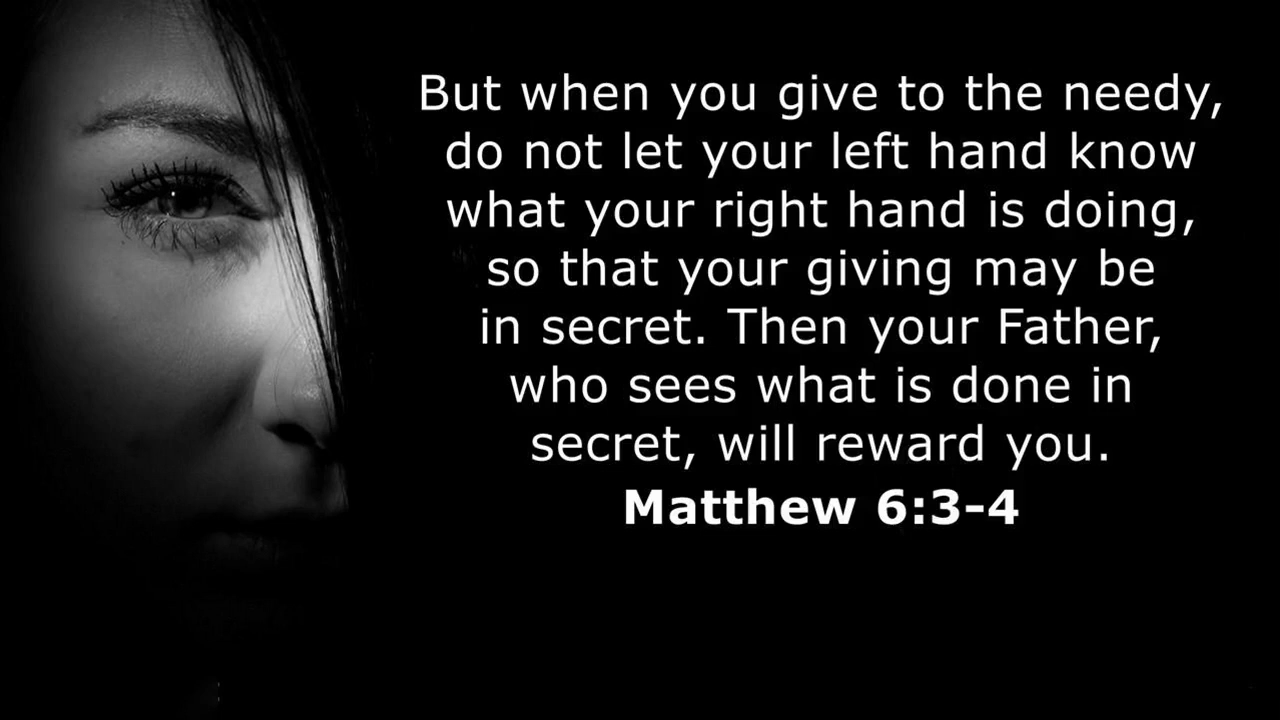 But when you give to the needy,
do not let your left hand know
what your right hand is doing,
so that your giving may be
in secret. Then your Father,
who sees what is done in
secret, will reward you.
Matthew 6:3-4